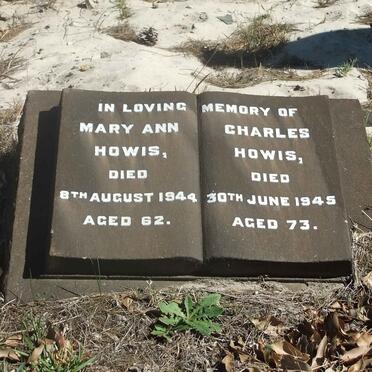 IN LOVING MEMORY OF
MARY ANN
HOWIS,
DIED
8TH AUGUST 1944
AGED 62.
CHARLES
HOWIS,
DIED
30TH JUNE 1945
AGED 73.